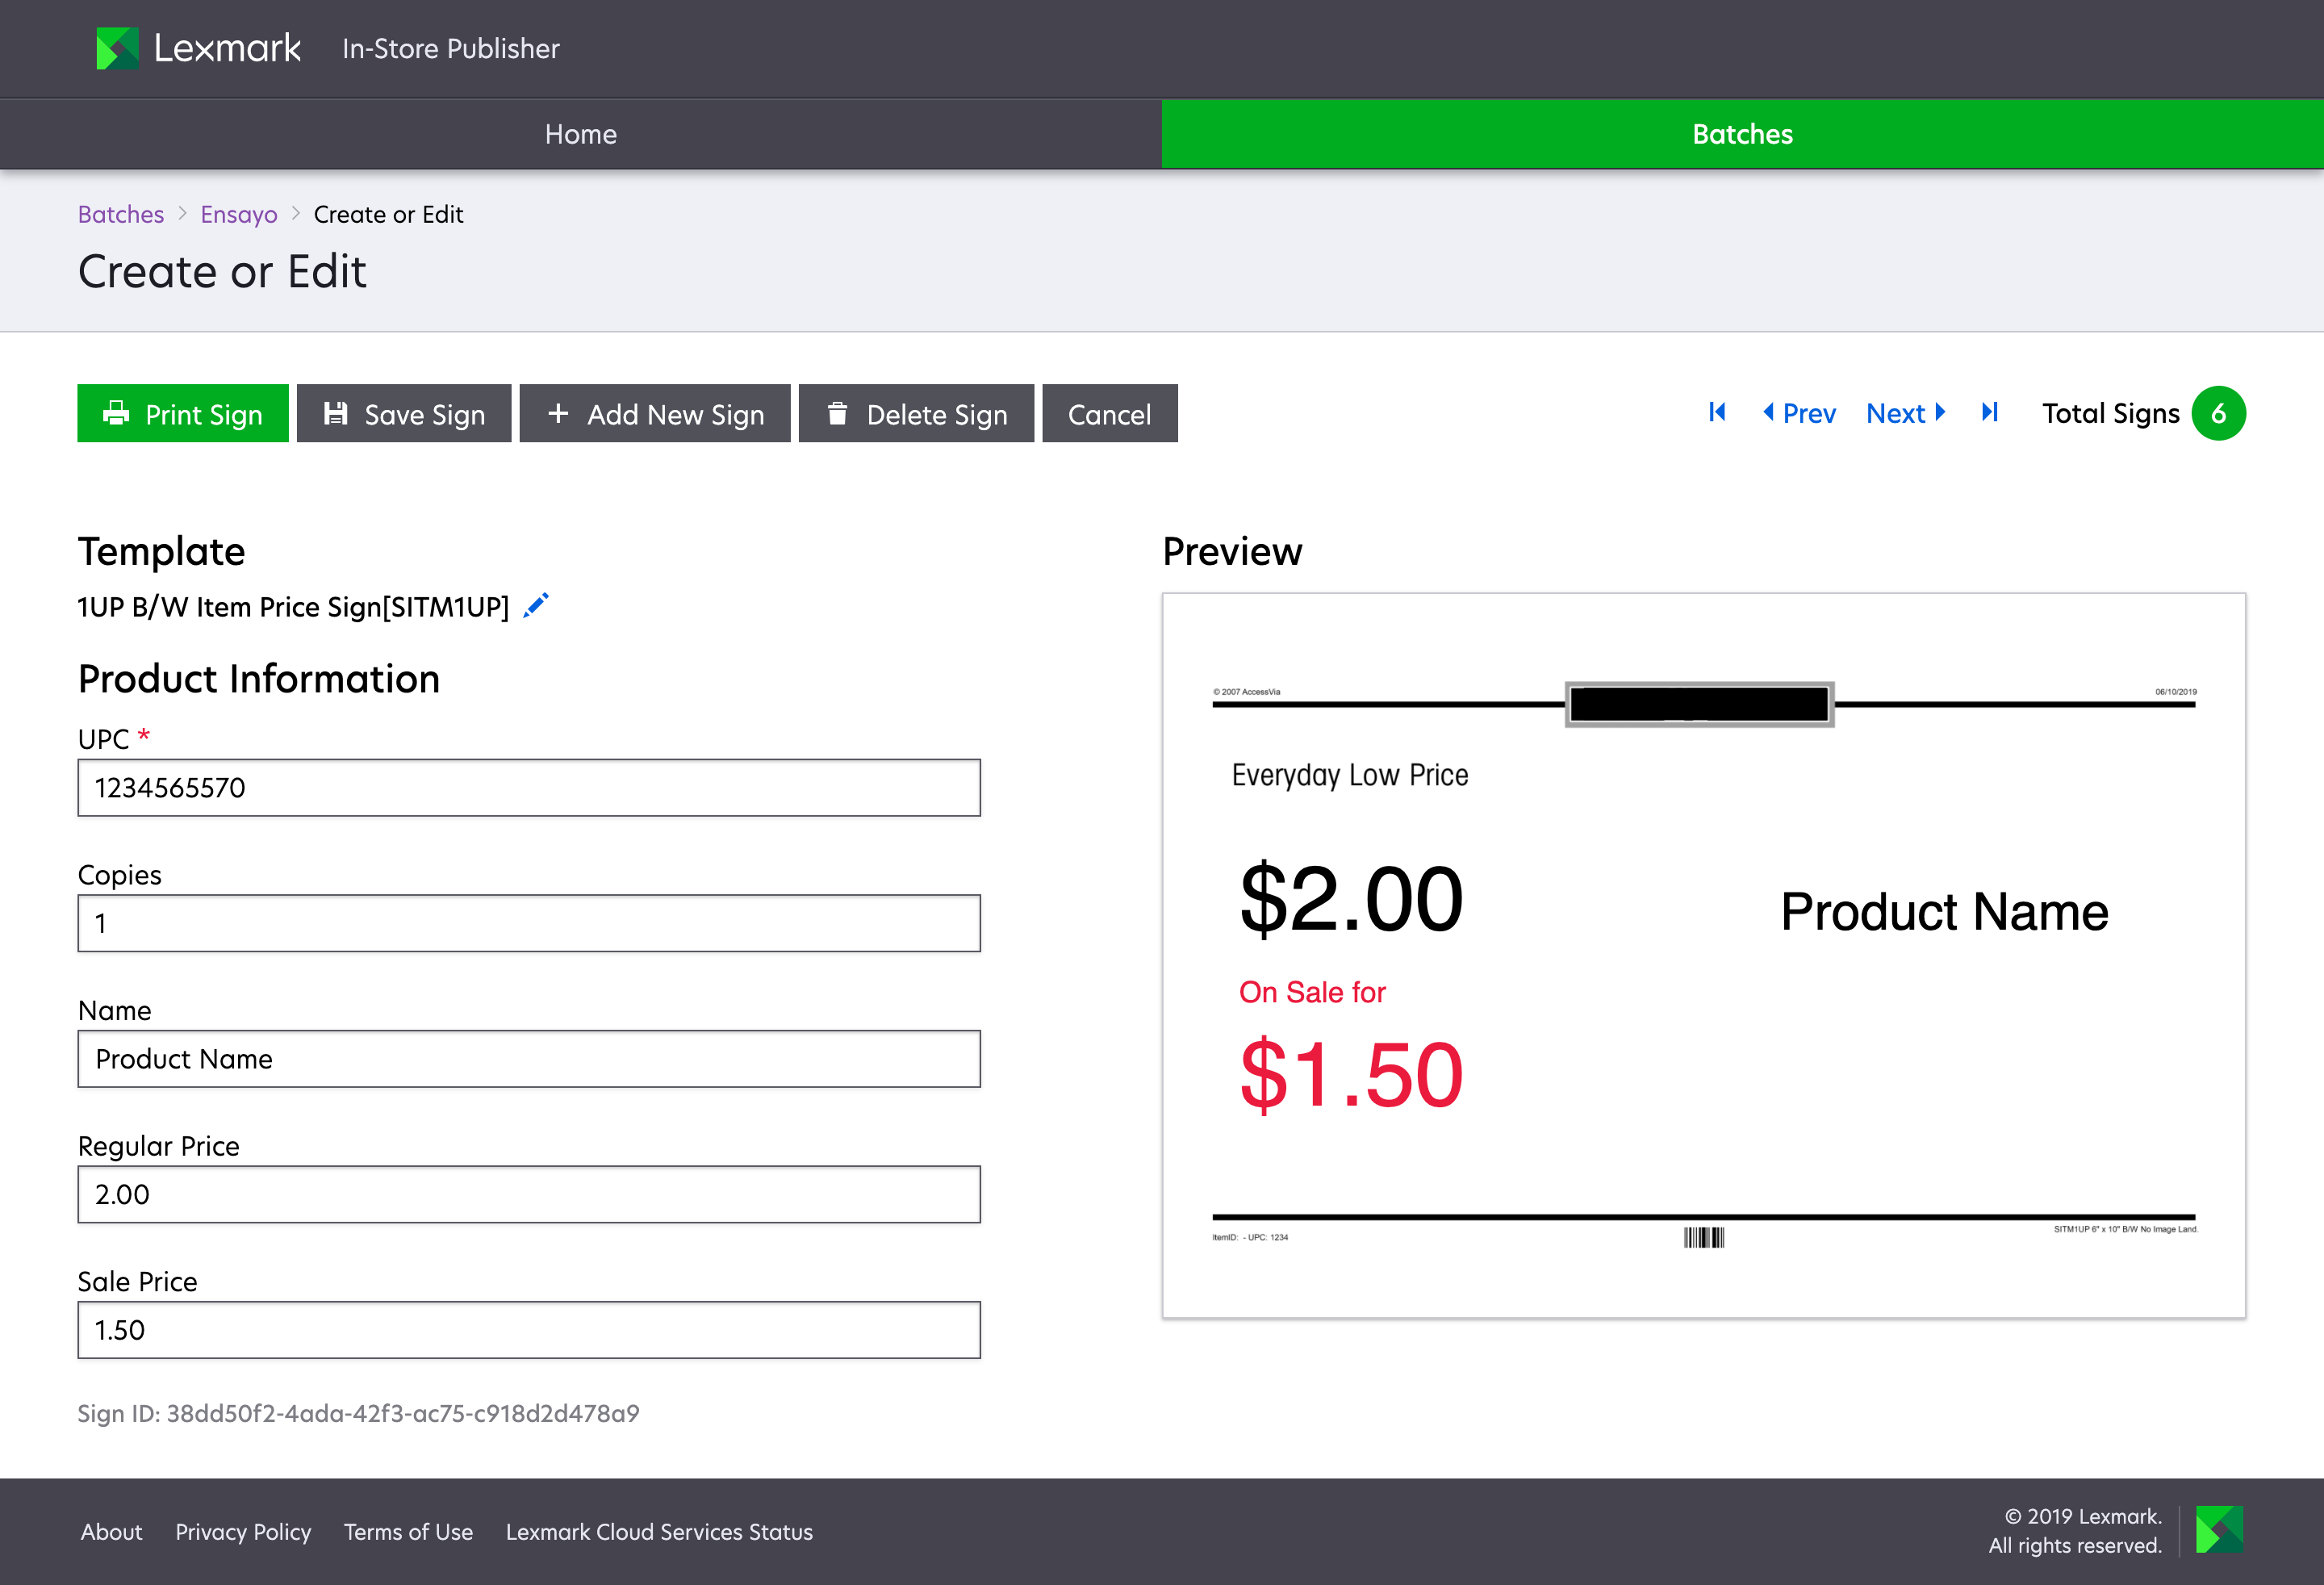 Lexmark In-Store Publisher
Home Batches
Batches > Ensayo > Create or Edit
Create or Edit
Print Sign Save Sign + Add New Sign Delete Sign Cancel Prev Next Total Signs 6
Template
1UP B/W Item Price Sign[SITM1UP]
Product Information
UPC *
1234565570
Copies
1
Name
Product Name
Regular Price
2.00
Sale Price
1.50
Sign ID: 38dd50f2-4ada-42f3-ac75-c918d2d478a9
Preview
© 2007 AccessVia 06/10/2019
Everyday Low Price
$2.00
Product Name
On Sale for
$1.50
ItemID: - UPC: 1234
SITM1UP 6" x 10" B/W No Image Land.
About Privacy Policy Terms of Use Lexmark Cloud Services Status
© 2019 Lexmark.
All rights reserved.